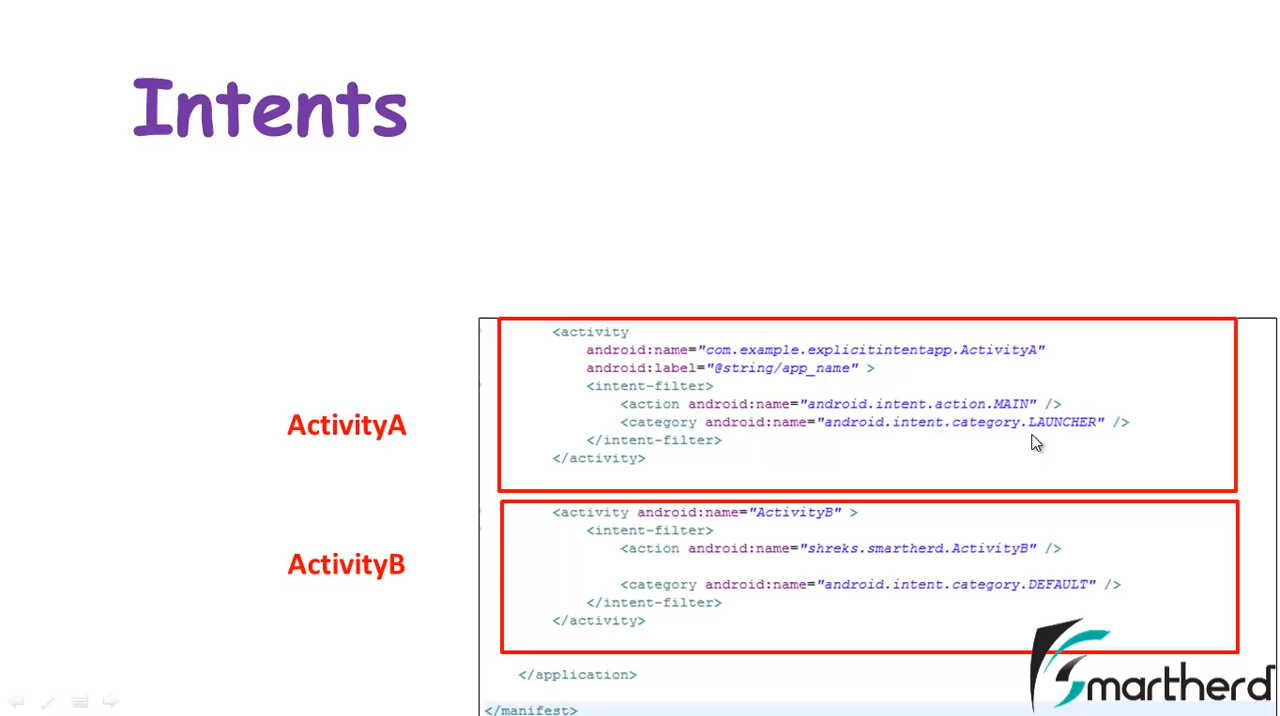 Intents
<activity
android:name="com.example.explicitintentapp.ActivityA"
android:label="@string/app_name" >
<intent-filter>
<action android:name="android.intent.action.MAIN" />
<category android:name="android.intent.category.LAUNCHER" />
</intent-filter>
</activity>
ActivityA
<activity android:name="ActivityB" >
<intent-filter>
<action android:name="shreks.smartherd.ActivityB" />
<category android:name="android.intent.category.DEFAULT" />
</intent-filter>
</activity>
ActivityB
</application>
</manifest>
Smartherd